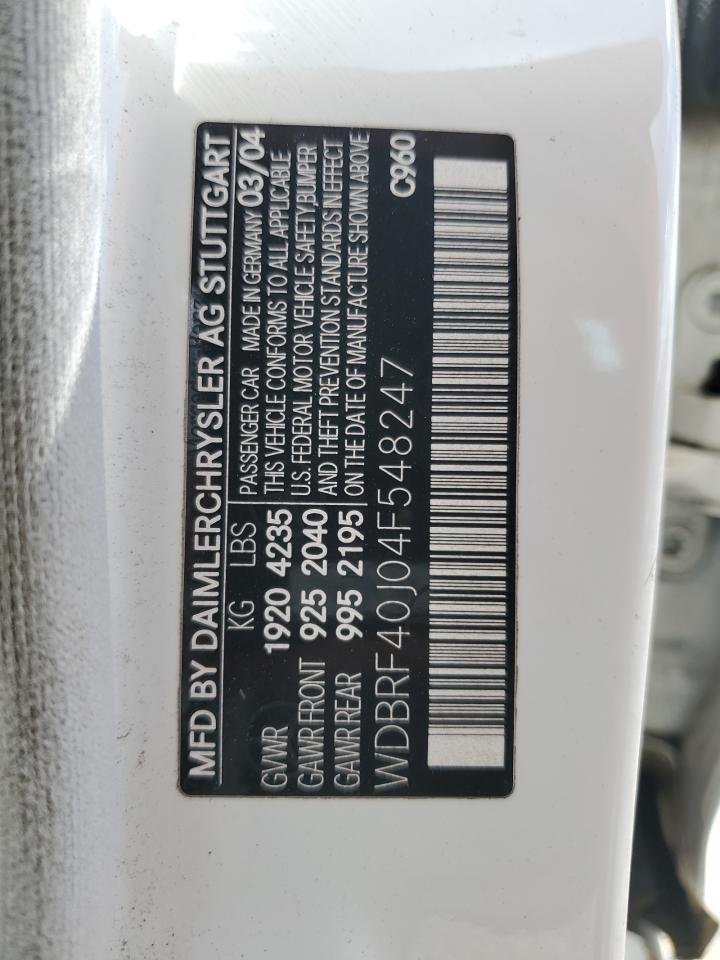 MFD BY DAIMLERCHRYSLER AG STUTTGART
KG LBS
GVWR 1920 4235
GAWR FRONT 925 2040
GAWR REAR 995 2195
PASSENGER CAR MADE IN GERMANY 03/04
THIS VEHICLE CONFORMS TO ALL APPLICABLE
U.S. FEDERAL MOTOR VEHICLE SAFETY, BUMPER
AND THEFT PREVENTION STANDARDS IN EFFECT
ON THE DATE OF MANUFACTURE SHOWN ABOVE
WDBRF40J04F548247 C960